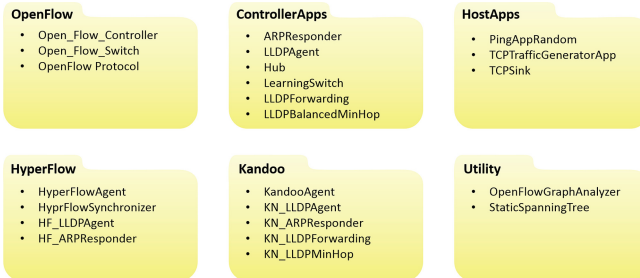 OpenFlow
• Open_Flow_Controller
• Open_Flow_Switch
• OpenFlow Protocol
ControllerApps
• ARPResponder
• LLDPAgent
• Hub
• LearningSwitch
• LLDPForwarding
• LLDPBalancedMinHop
HostApps
• PingAppRandom
• TCPTrafficGeneratorApp
• TCPSink
HyperFlow
• HyperFlowAgent
• HyprFlowSynchronizer
• HF_LLDPAgent
• HF_ARPResponder
Kandoo
• KandooAgent
• KN_LLDPAgent
• KN_ARPResponder
• KN_LLDPForwarding
• KN_LLDPMinHop
Utility
• OpenFlowGraphAnalyzer
• StaticSpanningTree